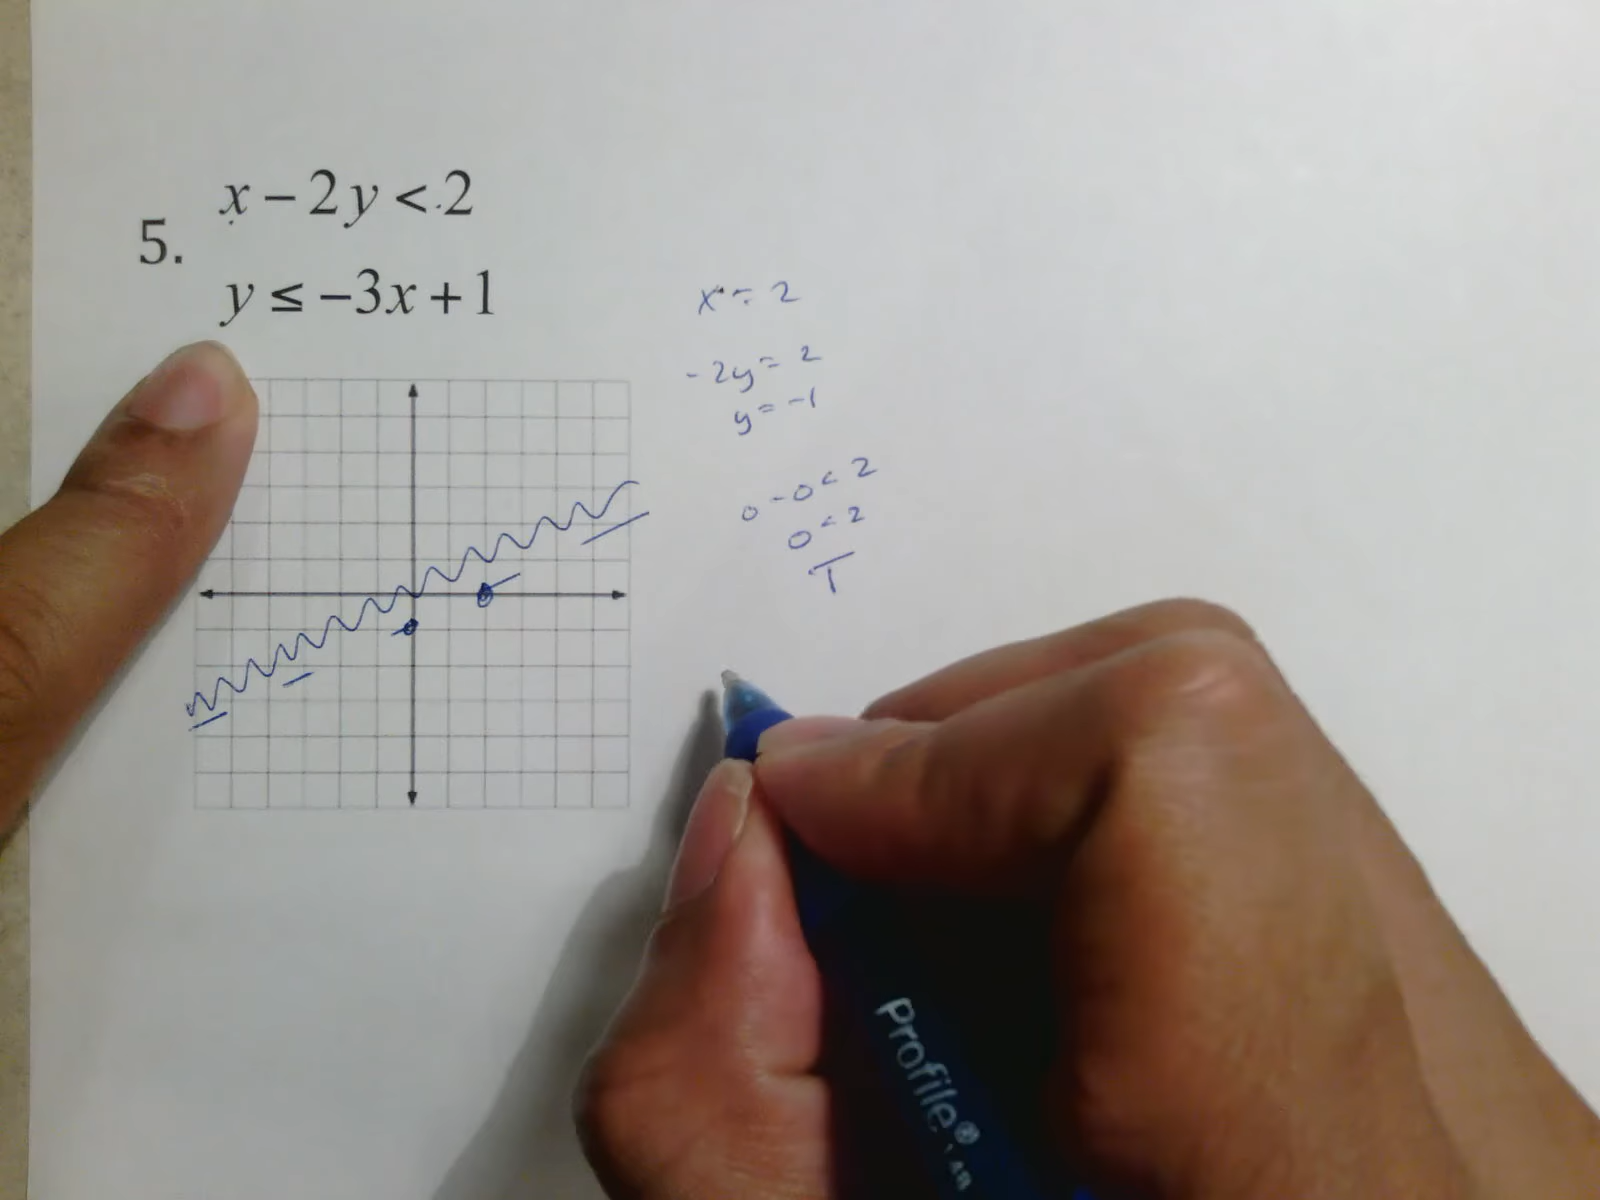 5.
x − 2y < 2
y ≤ −3x + 1
x = 2
-2y = 2
y = -1
0 - 0 < 2
0 < 2
T
Profile®